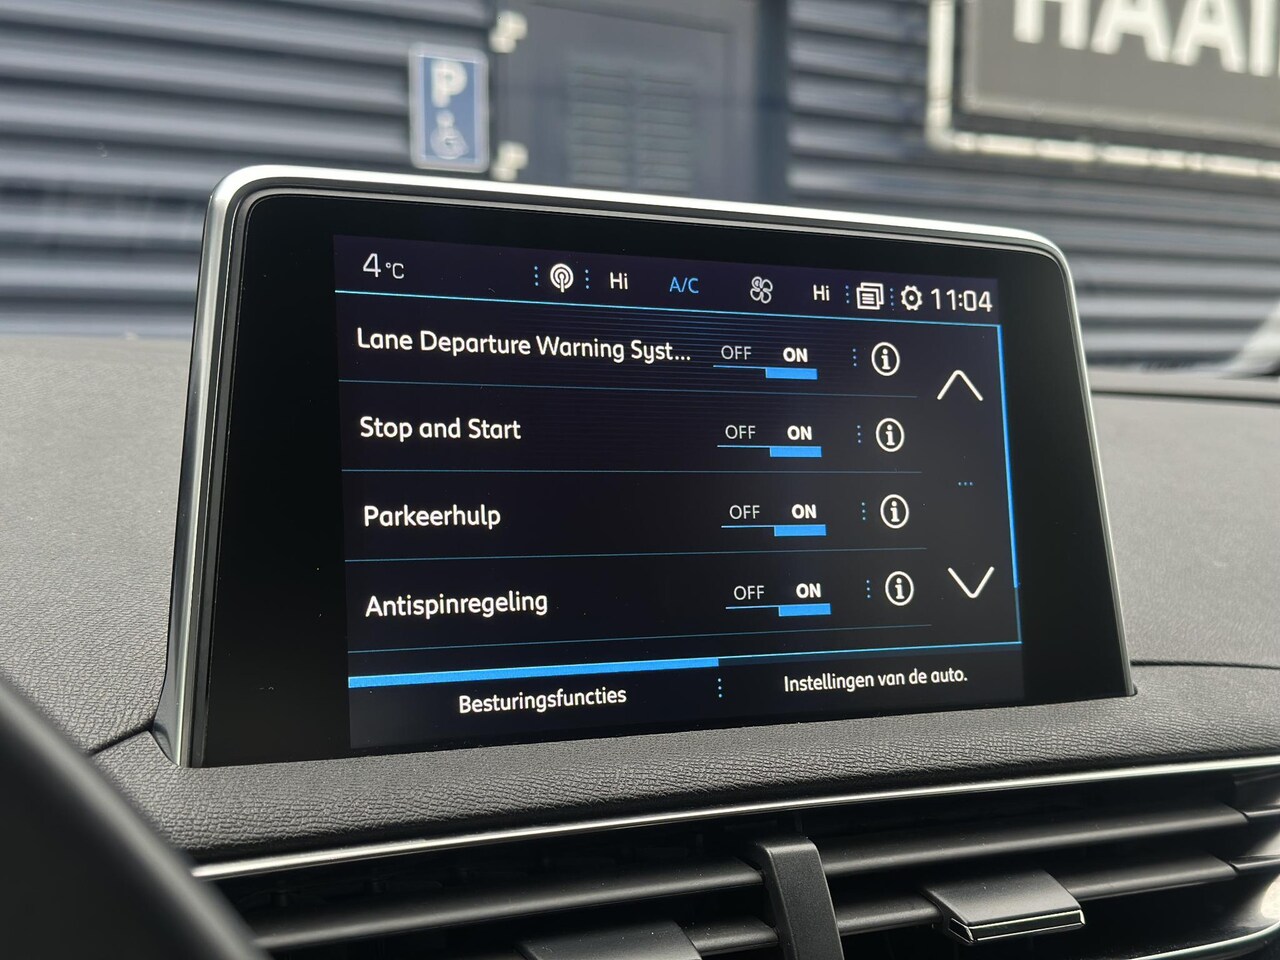 P
HAAI
4 °C
Hi A/C Hi 11:04
Lane Departure Warning Syst... OFF ON
Stop and Start OFF ON
Parkeerhulp OFF ON
Antispinregeling OFF ON
Besturingsfuncties
Instellingen van de auto.